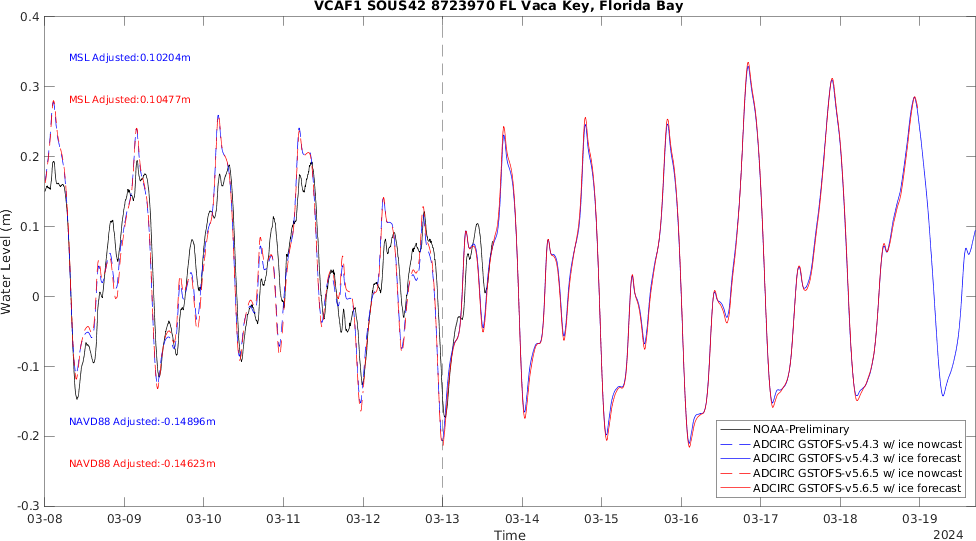 VCAF1 SOUS42 8723970 FL Vaca Key, Florida Bay
0.4
0.3
0.2
0.1
0
-0.1
-0.2
-0.3
Water Level (m)
MSL Adjusted:0.10204m
MSL Adjusted:0.10477m
NAVD88 Adjusted:-0.14896m
NAVD88 Adjusted:-0.14623m
NOAA-Preliminary
ADCIRC GSTOFS-v5.4.3 w/ ice nowcast
ADCIRC GSTOFS-v5.4.3 w/ ice forecast
ADCIRC GSTOFS-v5.6.5 w/ ice nowcast
ADCIRC GSTOFS-v5.6.5 w/ ice forecast
03-08 03-09 03-10 03-11 03-12 03-13 03-14 03-15 03-16 03-17 03-18 03-19
Time
2024